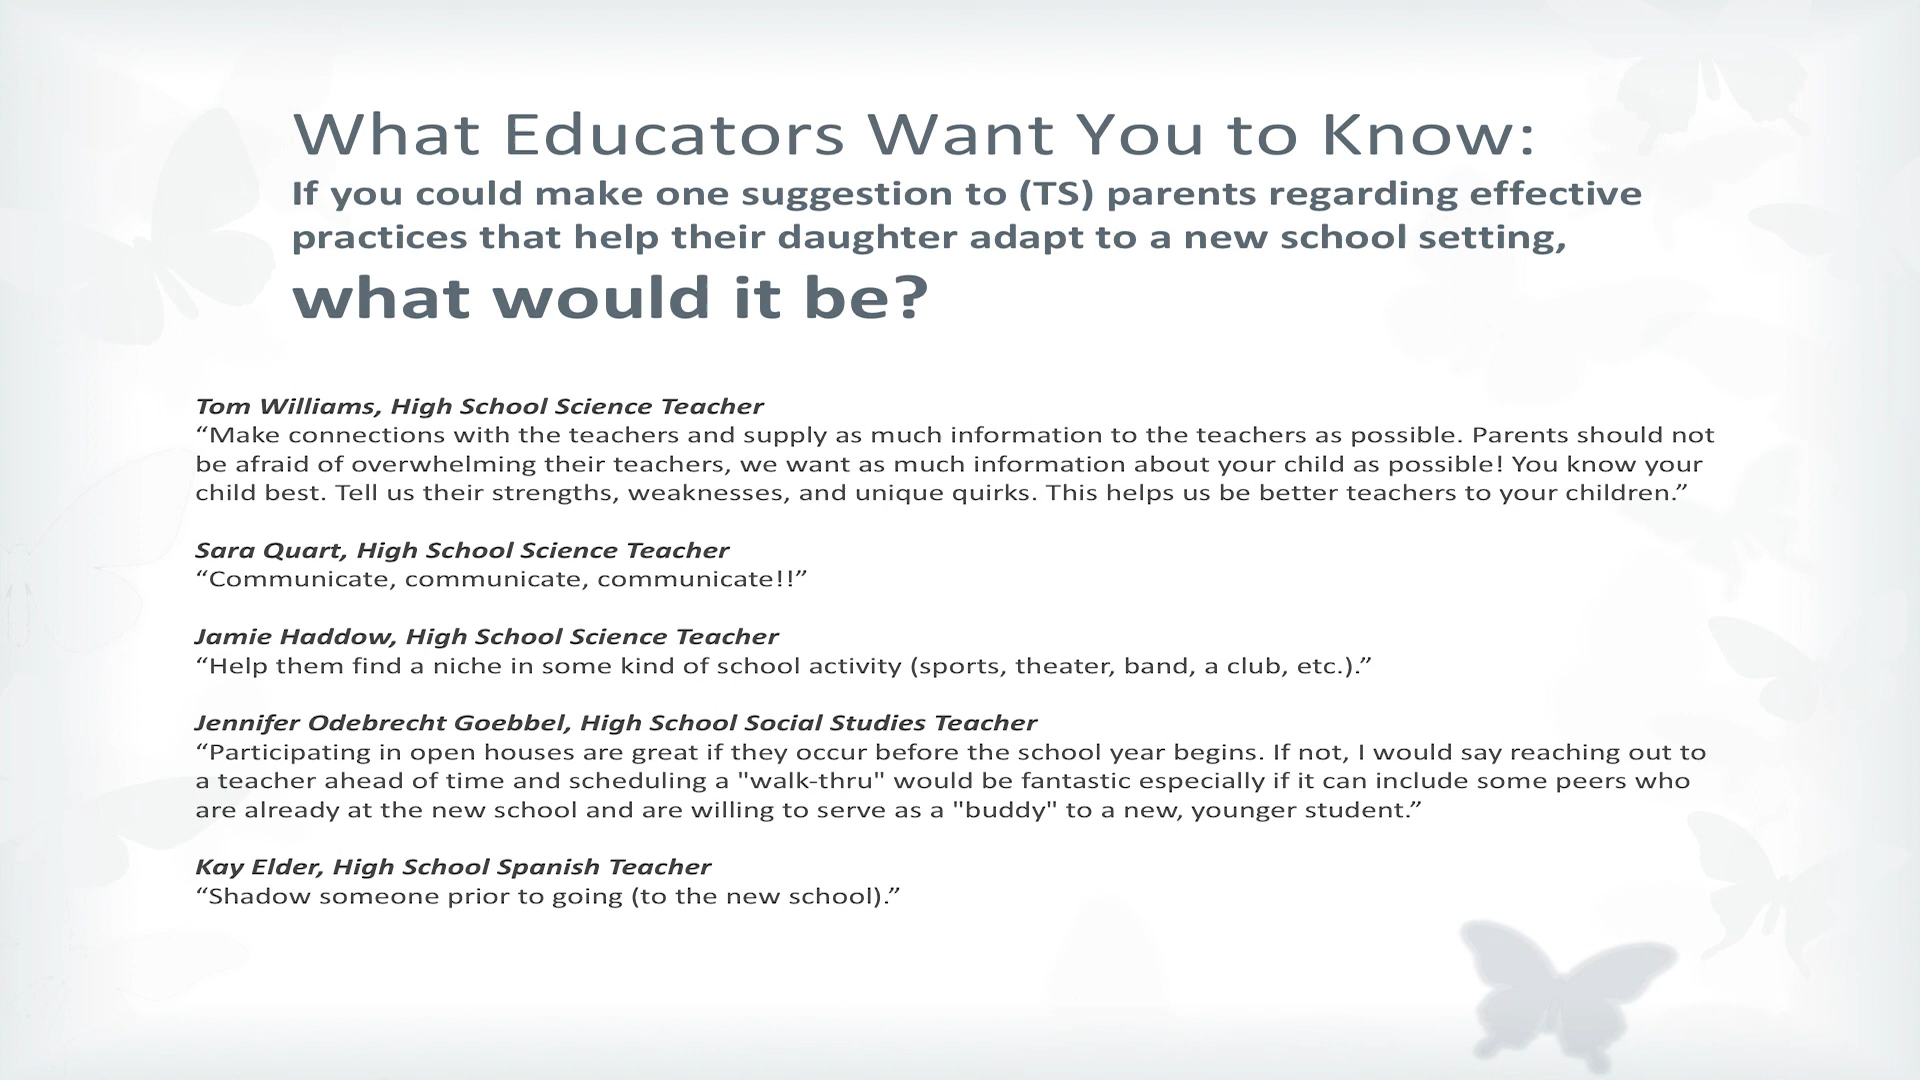 What Educators Want You to Know:
If you could make one suggestion to (TS) parents regarding effective
practices that help their daughter adapt to a new school setting,
what would it be?
Tom Williams, High School Science Teacher
“Make connections with the teachers and supply as much information to the teachers as possible. Parents should not
be afraid of overwhelming their teachers, we want as much information about your child as possible! You know your
child best. Tell us their strengths, weaknesses, and unique quirks. This helps us be better teachers to your children.”
Sara Quart, High School Science Teacher
“Communicate, communicate, communicate!!”
Jamie Haddow, High School Science Teacher
“Help them find a niche in some kind of school activity (sports, theater, band, a club, etc.).”
Jennifer Odebrecht Goebbel, High School Social Studies Teacher
“Participating in open houses are great if they occur before the school year begins. If not, I would say reaching out to
a teacher ahead of time and scheduling a "walk-thru" would be fantastic especially if it can include some peers who
are already at the new school and are willing to serve as a "buddy" to a new, younger student.”
Kay Elder, High School Spanish Teacher
“Shadow someone prior to going (to the new school).”